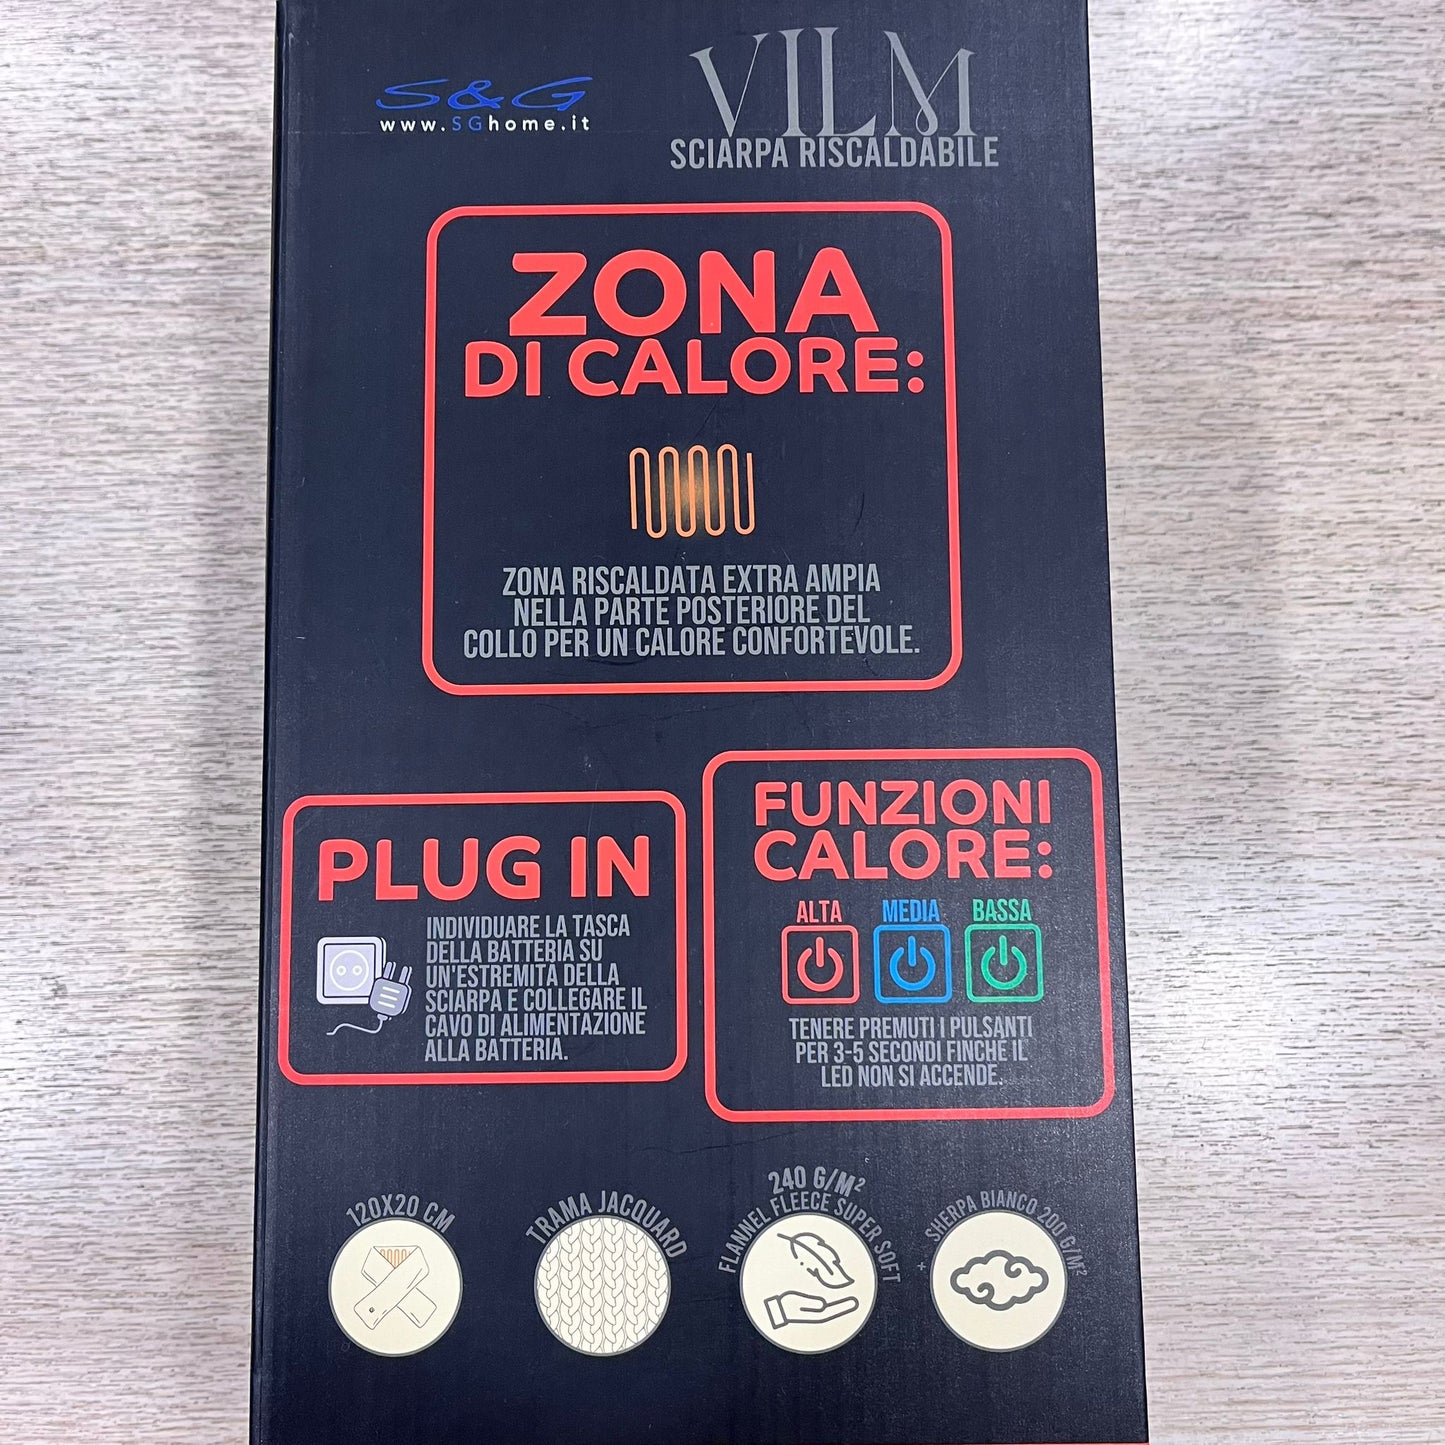 S&G
www.SGhome.it
VILM
SCIARPA RISCALDABILE
ZONA
DI CALORE:
ZONA RISCALDATA EXTRA AMPIA
NELLA PARTE POSTERIORE DEL
COLLO PER UN CALORE CONFORTEVOLE.
PLUG IN
INDIVIDUARE LA TASCA
DELLA BATTERIA SU
UN'ESTREMITÀ DELLA
SCIARPA E COLLEGARE IL
CAVO DI ALIMENTAZIONE
ALLA BATTERIA.
FUNZIONI
CALORE:
ALTA MEDIA BASSA
TENERE PREMUTI I PULSANTI
PER 3-5 SECONDI FINCHE IL
LED NON SI ACCENDE.
120X20 CM
TRAMA JACQUARD
240 G/M²
FLANNEL FLEECE SUPER SOFT
+ SHERPA BIANCO 200 G/M²